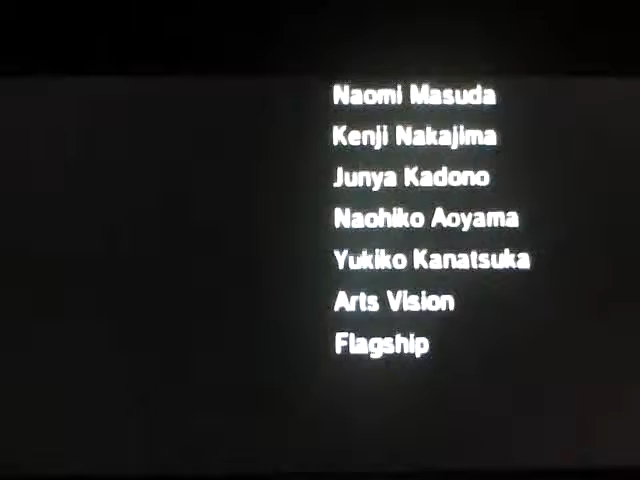 Naomi Masuda
Kenji Nakajima
Junya Kadono
Naohiko Aoyama
Yukiko Kanatsuka
Arts Vision
Flagship